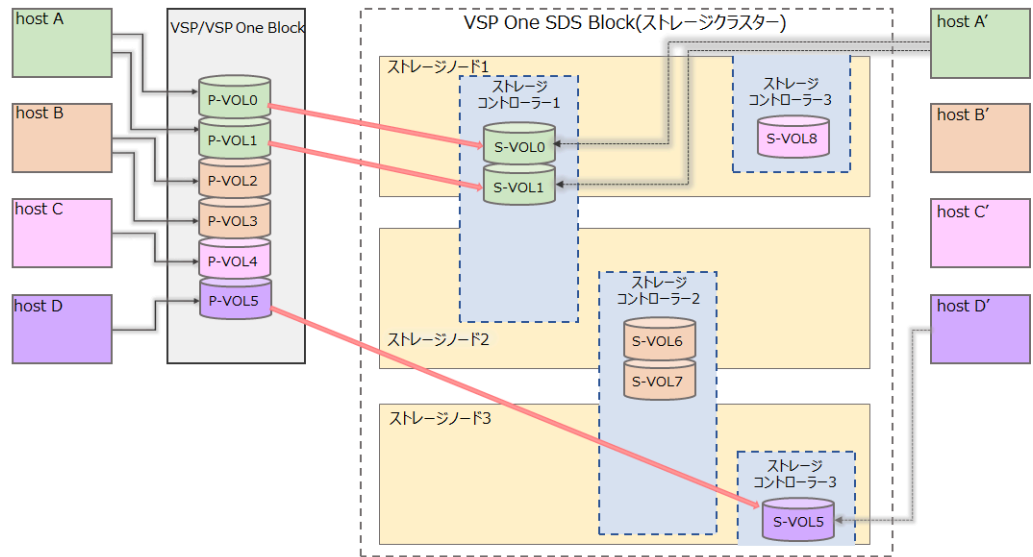 host A
VSP/VSP One Block
VSP One SDS Block(ストレージクラスター)
host A’
ストレージノード1
ストレージ
コントローラー1
ストレージ
コントローラー3
P-VOL0
P-VOL1
P-VOL2
P-VOL3
P-VOL4
P-VOL5
S-VOL0
S-VOL1
S-VOL8
host B
host B’
host C
host C’
host D
host D’
ストレージ
コントローラー2
ストレージノード2
S-VOL6
S-VOL7
ストレージノード3
ストレージ
コントローラー3
S-VOL5